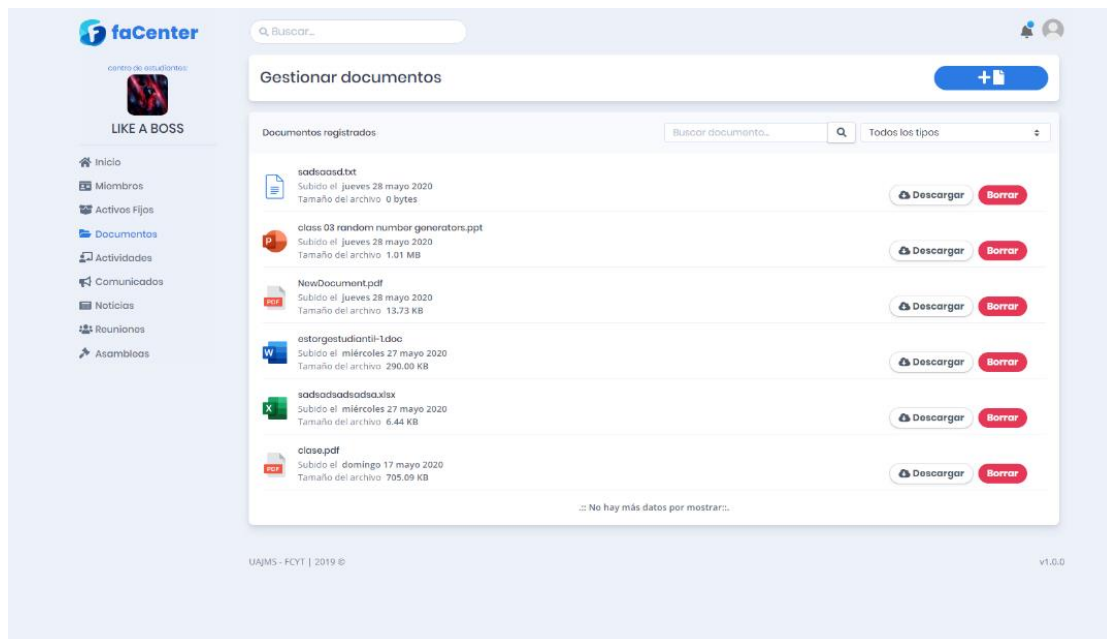 faCenter
Buscar...
centro de estudiantes:
LIKE A BOSS
Inicio
Miembros
Activos Fijos
Documentos
Actividades
Comunicados
Noticias
Reuniones
Asambleas
Gestionar documentos
Documentos registrados
Buscar documento...
Todos los tipos
sadsaasd.txt
Subido el jueves 28 mayo 2020
Tamaño del archivo 0 bytes
Descargar Borrar
class 03 random number generators.ppt
Subido el jueves 28 mayo 2020
Tamaño del archivo 1.01 MB
Descargar Borrar
NewDocument.pdf
Subido el jueves 28 mayo 2020
Tamaño del archivo 13.73 KB
Descargar Borrar
PDF
estorgestudiantil-1.doc
Subido el miércoles 27 mayo 2020
Tamaño del archivo 290.00 KB
Descargar Borrar
sadsadsadsadsa.xlsx
Subido el miércoles 27 mayo 2020
Tamaño del archivo 6.44 KB
Descargar Borrar
clase.pdf
Subido el domingo 17 mayo 2020
Tamaño del archivo 705.09 KB
Descargar Borrar
PDF
.:: No hay más datos por mostrar::.
UAJMS - FCYT | 2019 ©
v1.0.0